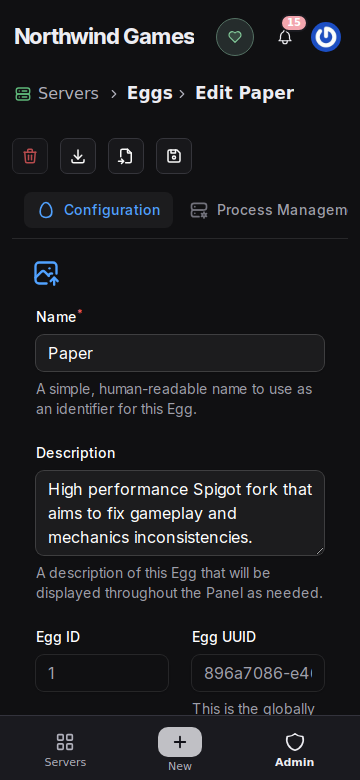 Northwind Games
15
Servers > Eggs > Edit Paper
Configuration
Process Managem
Name*
Paper
A simple, human-readable name to use as
an identifier for this Egg.
Description
High performance Spigot fork that
aims to fix gameplay and
mechanics inconsistencies.
A description of this Egg that will be
displayed throughout the Panel as needed.
Egg ID
Egg UUID
1
896a7086-e4
This is the globally
Servers
New
Admin